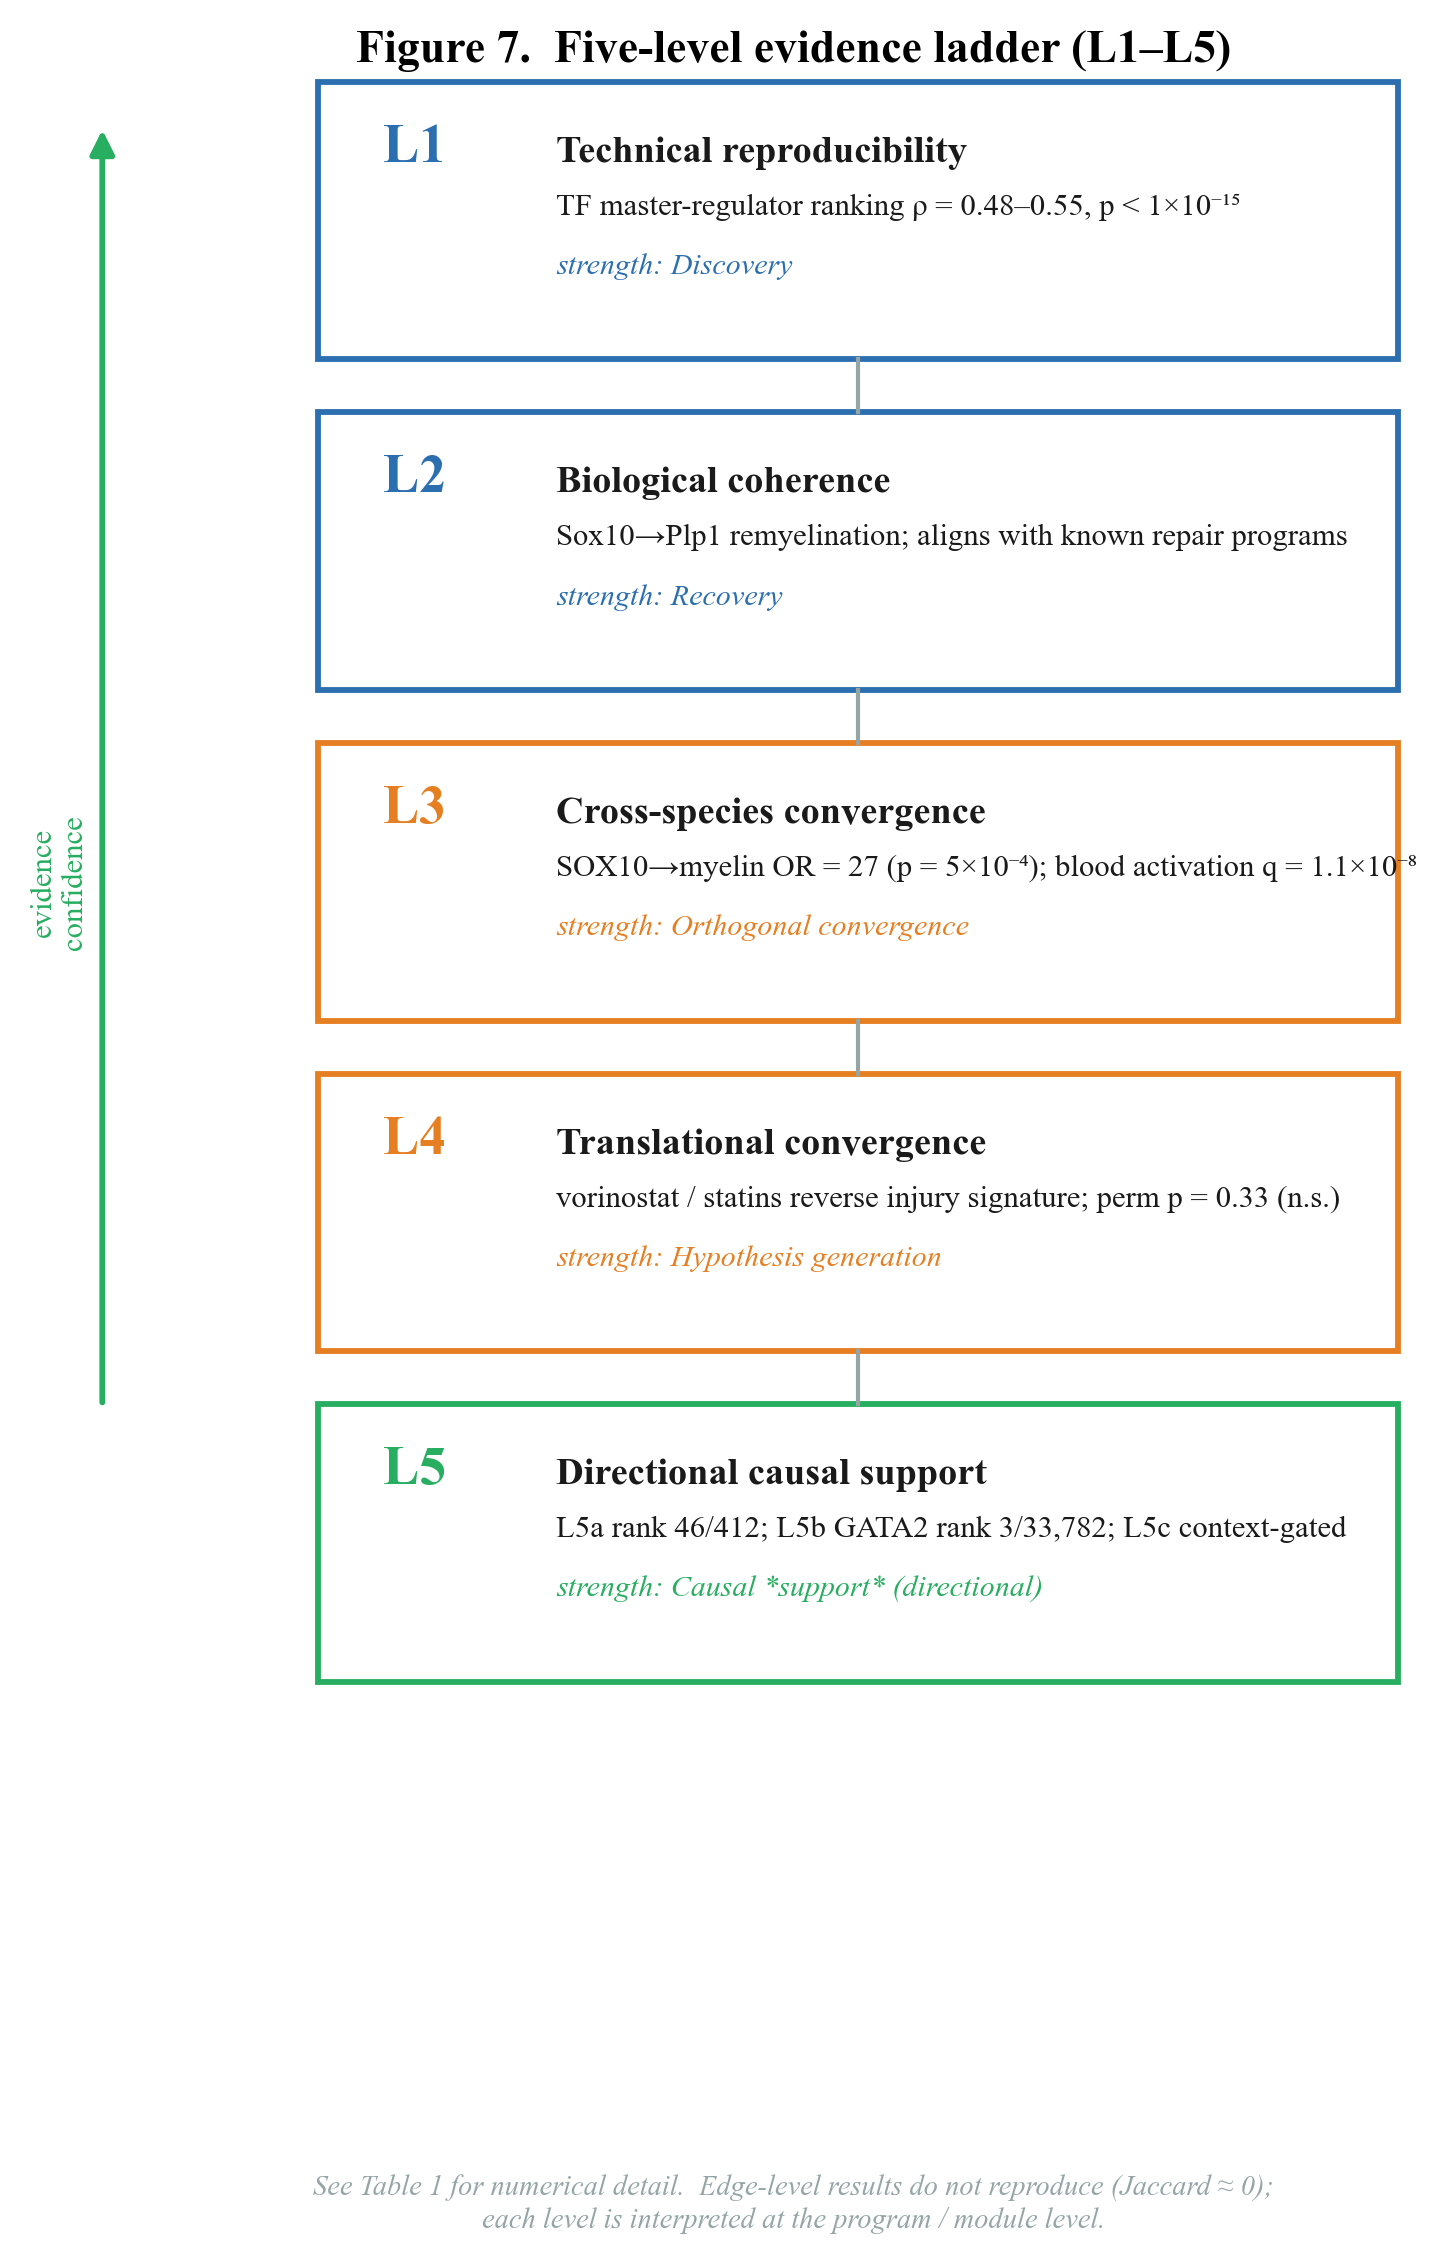 Figure 7.  Five-level evidence ladder (L1–L5)
L1
Technical reproducibility
TF master-regulator ranking ρ = 0.48–0.55, p < 1×10⁻¹⁵
strength: Discovery
L2
Biological coherence
Sox10→Plp1 remyelination; aligns with known repair programs
strength: Recovery
evidence
confidence
L3
Cross-species convergence
SOX10→myelin OR = 27 (p = 5×10⁻⁴); blood activation q = 1.1×10⁻⁸
strength: Orthogonal convergence
L4
Translational convergence
vorinostat / statins reverse injury signature; perm p = 0.33 (n.s.)
strength: Hypothesis generation
L5
Directional causal support
L5a rank 46/412; L5b GATA2 rank 3/33,782; L5c context-gated
strength: Causal *support* (directional)
See Table 1 for numerical detail.  Edge-level results do not reproduce (Jaccard ≈ 0);
each level is interpreted at the program / module level.